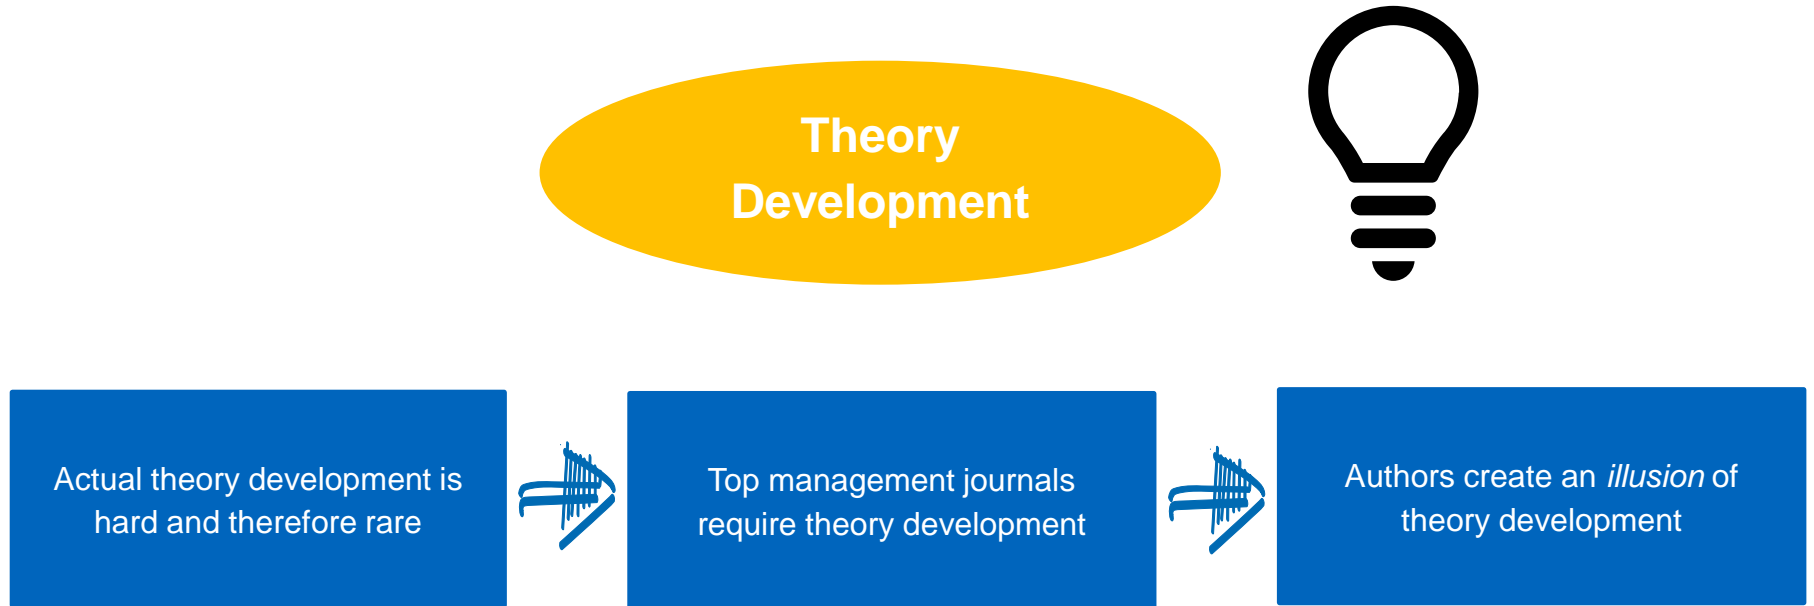 Theory
Development
Actual theory development is
hard and therefore rare
Top management journals
require theory development
Authors create an illusion of
theory development